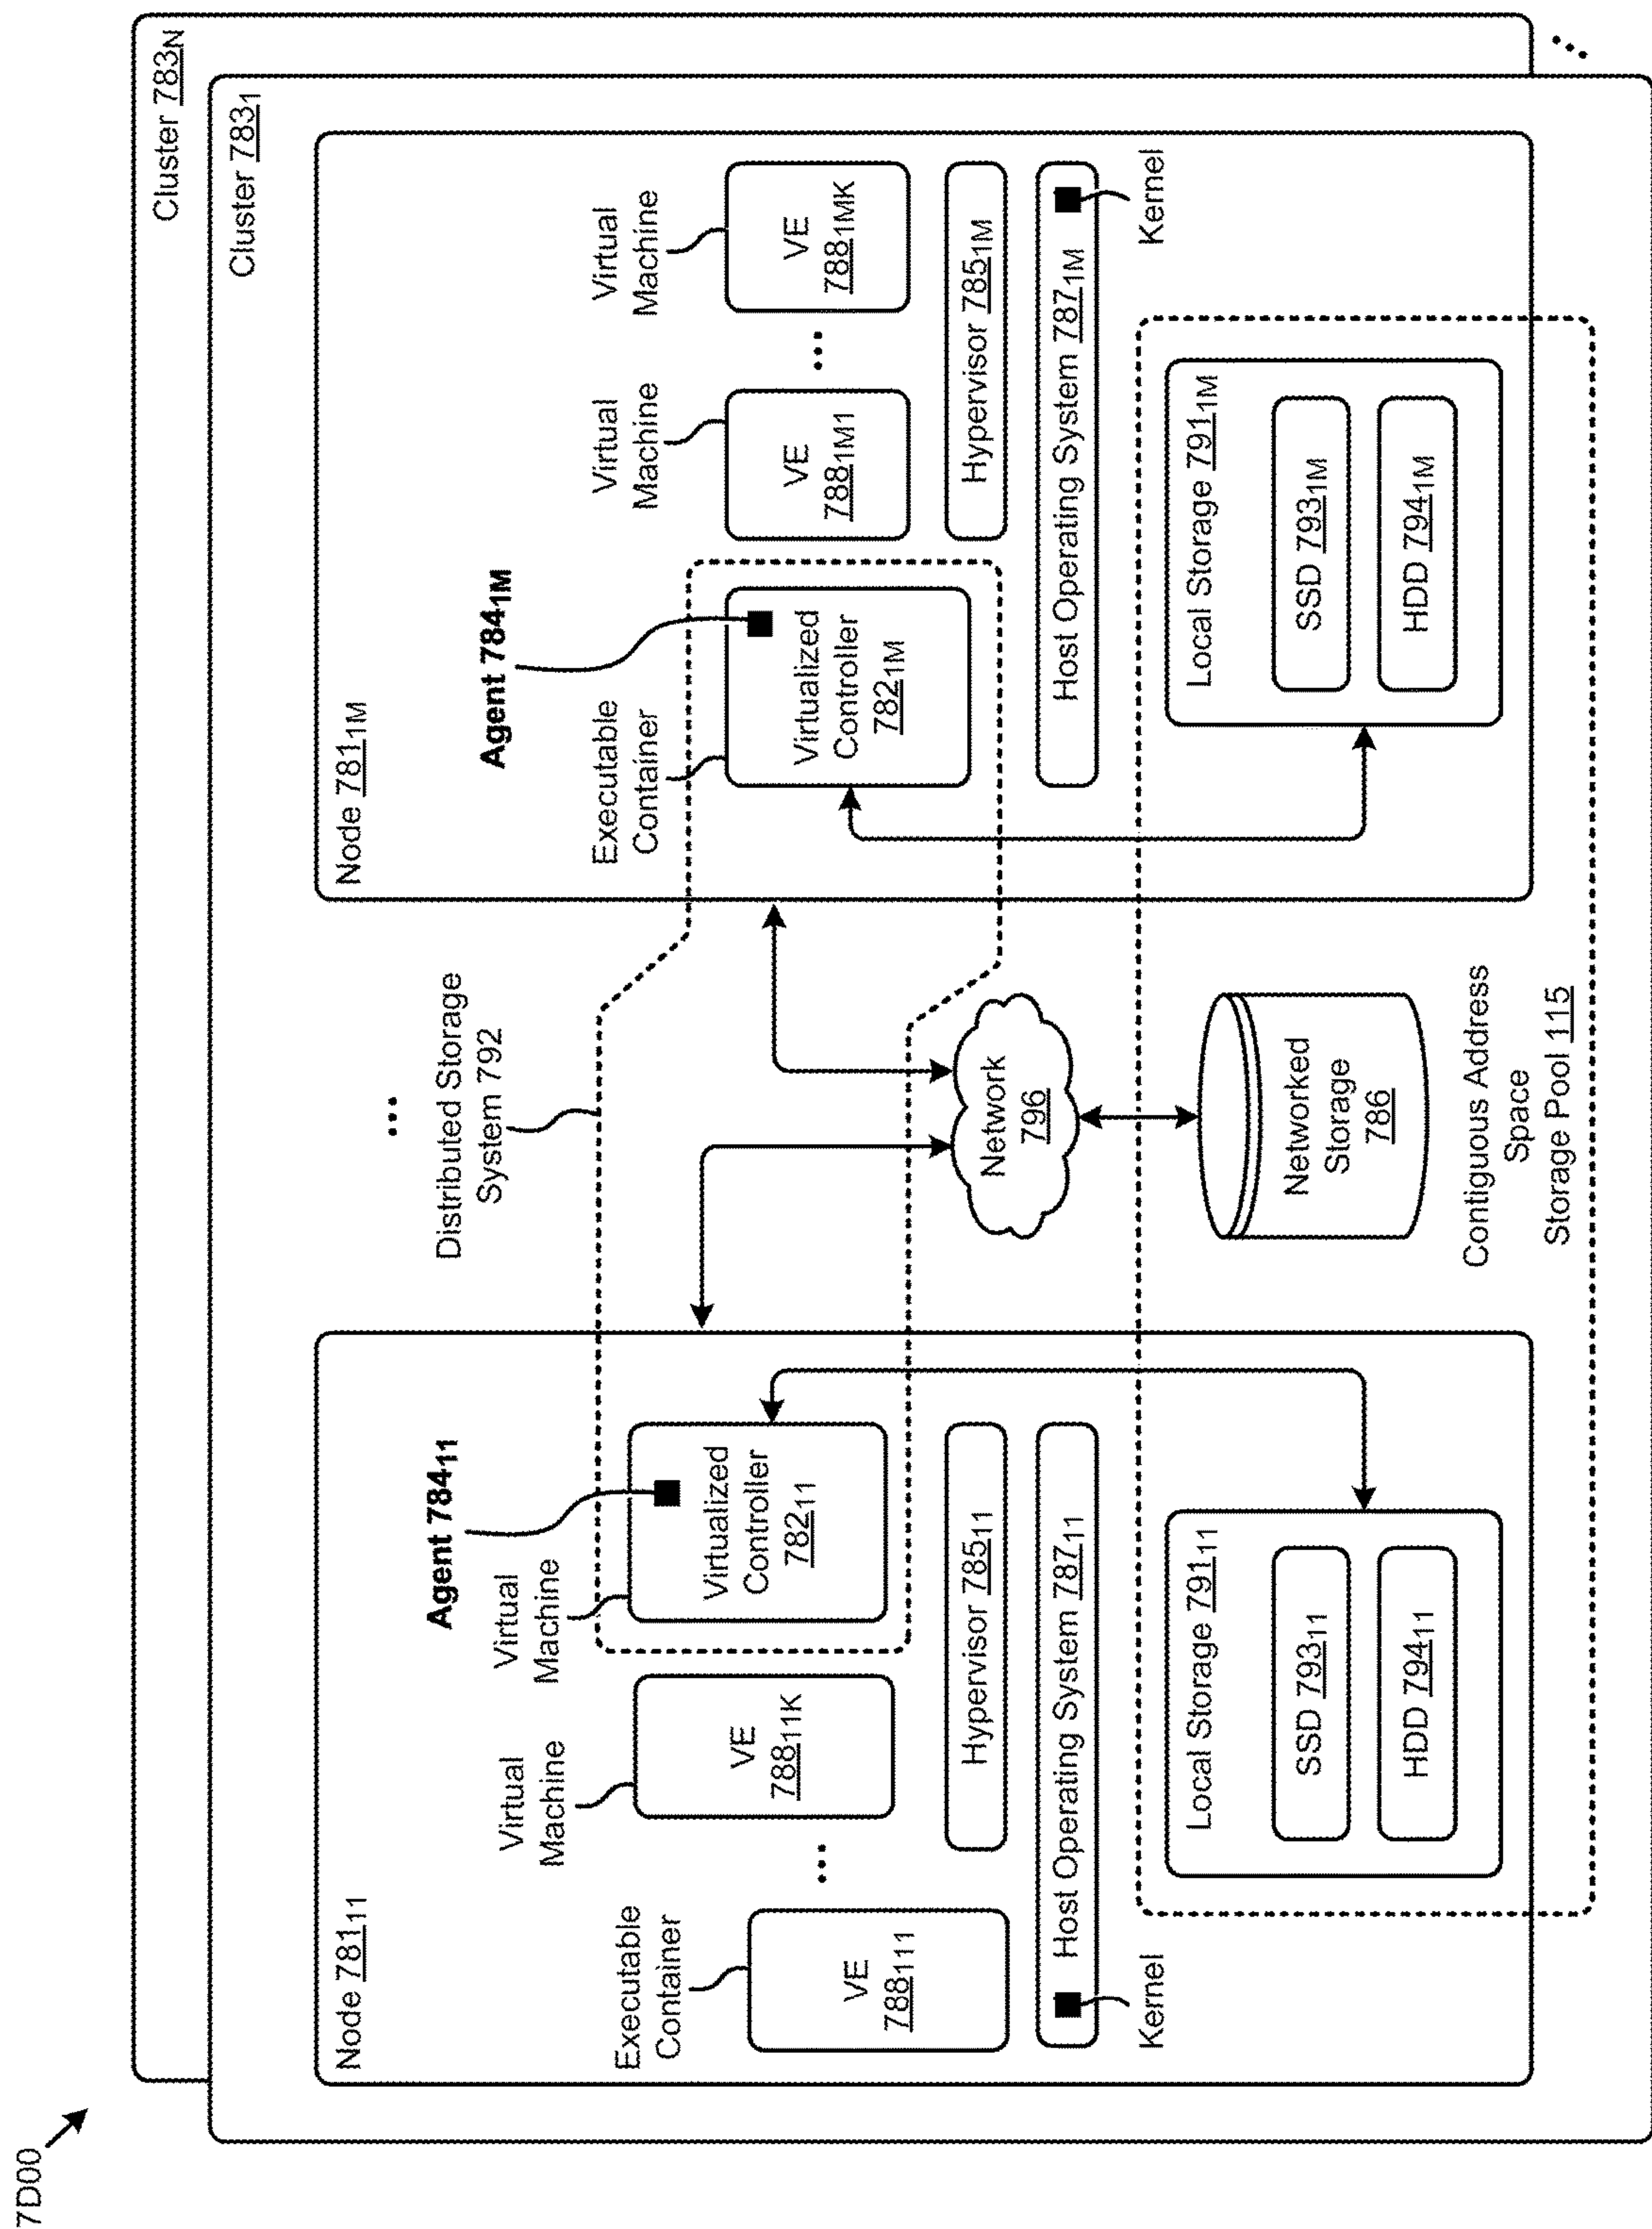 7D00
Cluster 783N
Cluster 7831
Node 78111
Agent 78411
Virtual
Machine
Virtualized
Controller
78211
Virtual
Machine
VE
78811K
Executable
Container
VE
788111
...
Hypervisor 78511
Host Operating System 78711
Kernel
Local Storage 79111
SSD 79311
HDD 79411
...
Distributed Storage
System 792
Network
796
Networked
Storage
786
Contiguous Address
Space
Storage Pool 115
Node 7811M
Agent 7841M
Executable
Container
Virtualized
Controller
7821M
Virtual
Machine
VE
7881M1
...
Virtual
Machine
VE
7881MK
Hypervisor 7851M
Host Operating System 7871M
Kernel
Local Storage 7911M
SSD 7931M
HDD 7941M
...